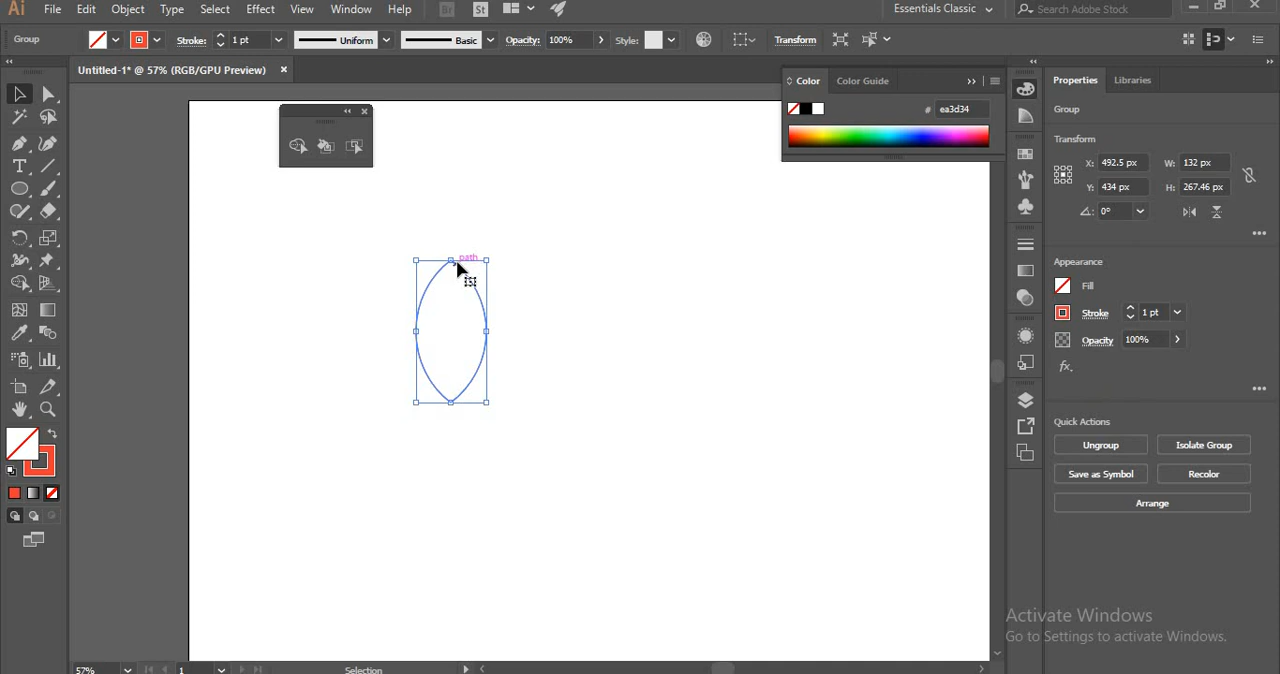 Ai File Edit Object Type Select Effect View Window Help Br St Essentials Classic Search Adobe Stock
Group Stroke: 1 pt Uniform Basic Opacity: 100% Style: Transform
Untitled-1* @ 57% (RGB/GPU Preview)
Color Color Guide
# ea3d34
Properties Libraries
Group
Transform
X: 492.5 px W: 132 px
Y: 434 px H: 267.46 px
0°
path
Appearance
Fill
Stroke 1 pt
Opacity 100%
fx.
Quick Actions
Ungroup Isolate Group
Save as Symbol Recolor
Arrange
Activate Windows
Go to Settings to activate Windows.
57% 1 Selection